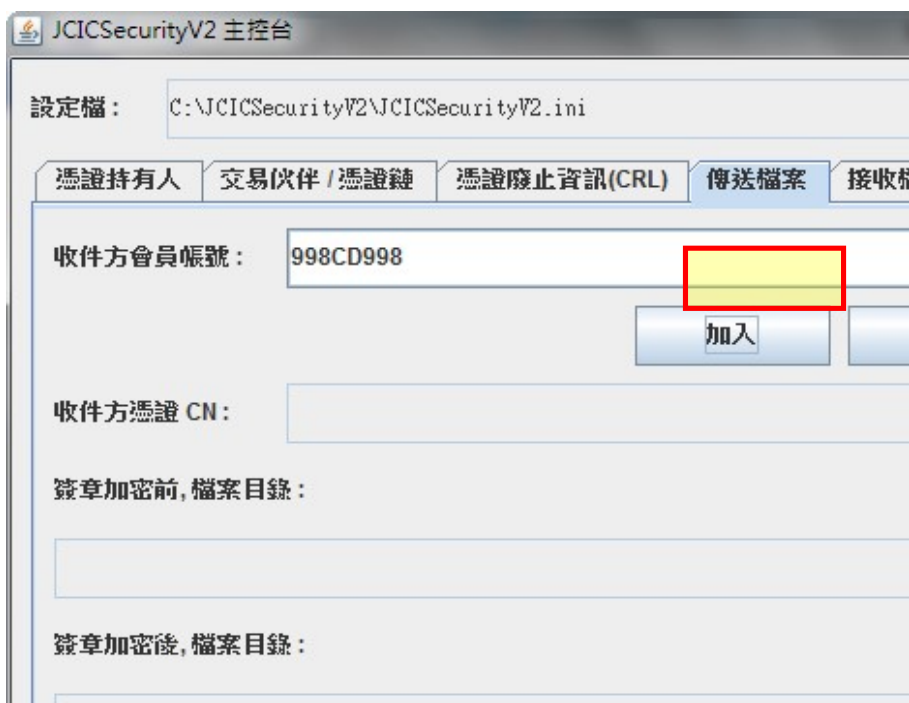 JCICSecurityV2 主控台
設定檔： C:\JCICSecurityV2\JCICSecurityV2.ini
憑證持有人 交易伙伴 / 憑證鏈 憑證廢止資訊(CRL) 傳送檔案 接收檔
收件方會員帳號： 998CD998
加入
收件方憑證 CN：
簽章加密前, 檔案目錄：
簽章加密後, 檔案目錄：